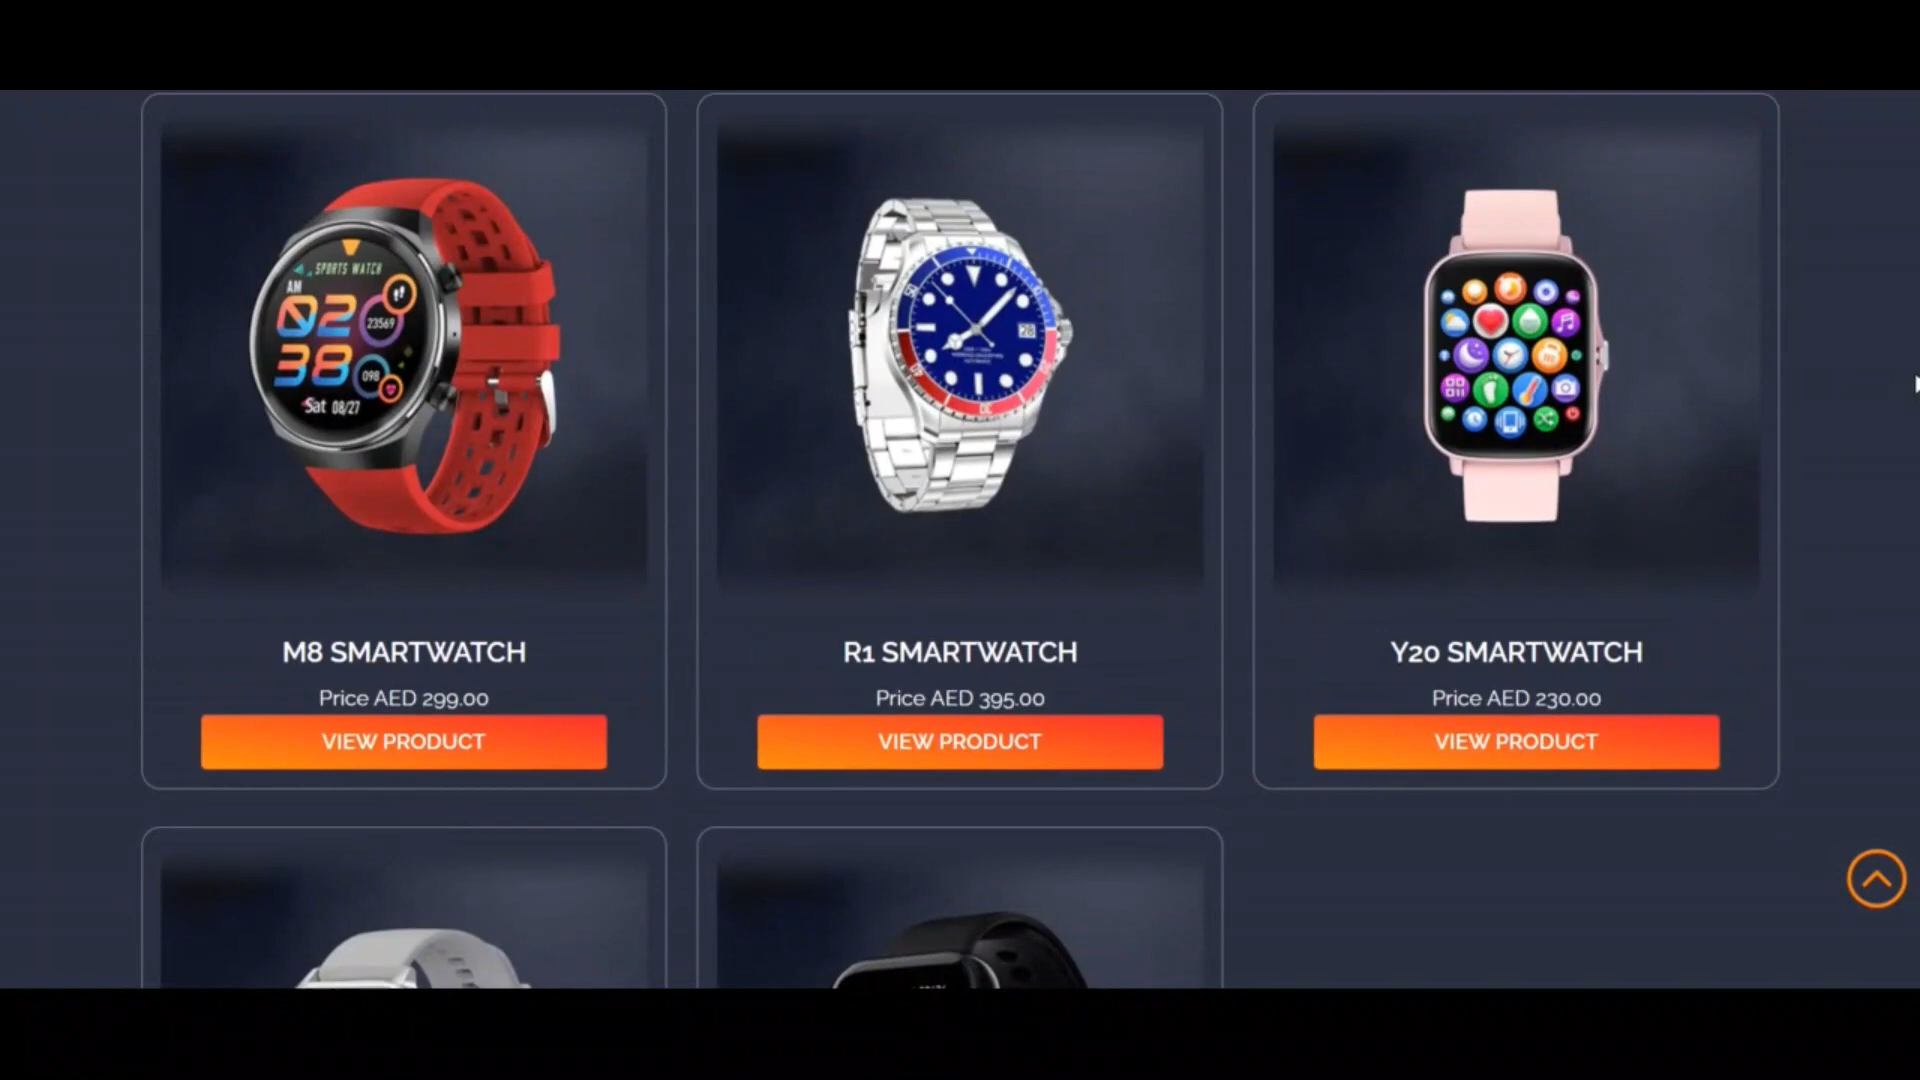 SPORTS WATCH
AM
02
23569
38
098
Sat 08/27
28
M8 SMARTWATCH
R1 SMARTWATCH
Y20 SMARTWATCH
Price AED 299.00
Price AED 395.00
Price AED 230.00
VIEW PRODUCT
VIEW PRODUCT
VIEW PRODUCT